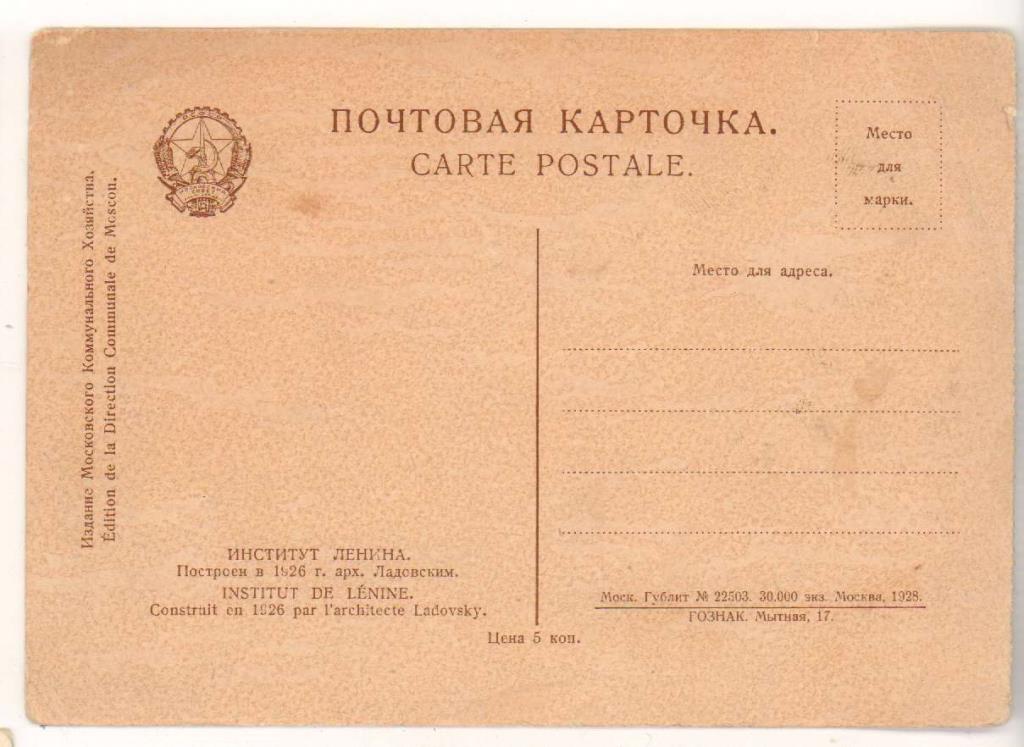 ПОЧТОВАЯ КАРТОЧКА.
CARTE POSTALE.
Место
для
марки.
Издание Московского Коммунального Хозяйства.
Édition de la Direction Communale de Moscou.
Место для адреса.
ИНСТИТУТ ЛЕНИНА.
Построен в 1926 г. арх. Ладовским.
INSTITUT DE LÉNINE.
Construit en 1926 par l'architecte Ladovsky.
Моск. Гублит № 22503. 30.000 экз. Москва, 1928.
ГОЗНАК. Мытная, 17.
Цена 5 коп.